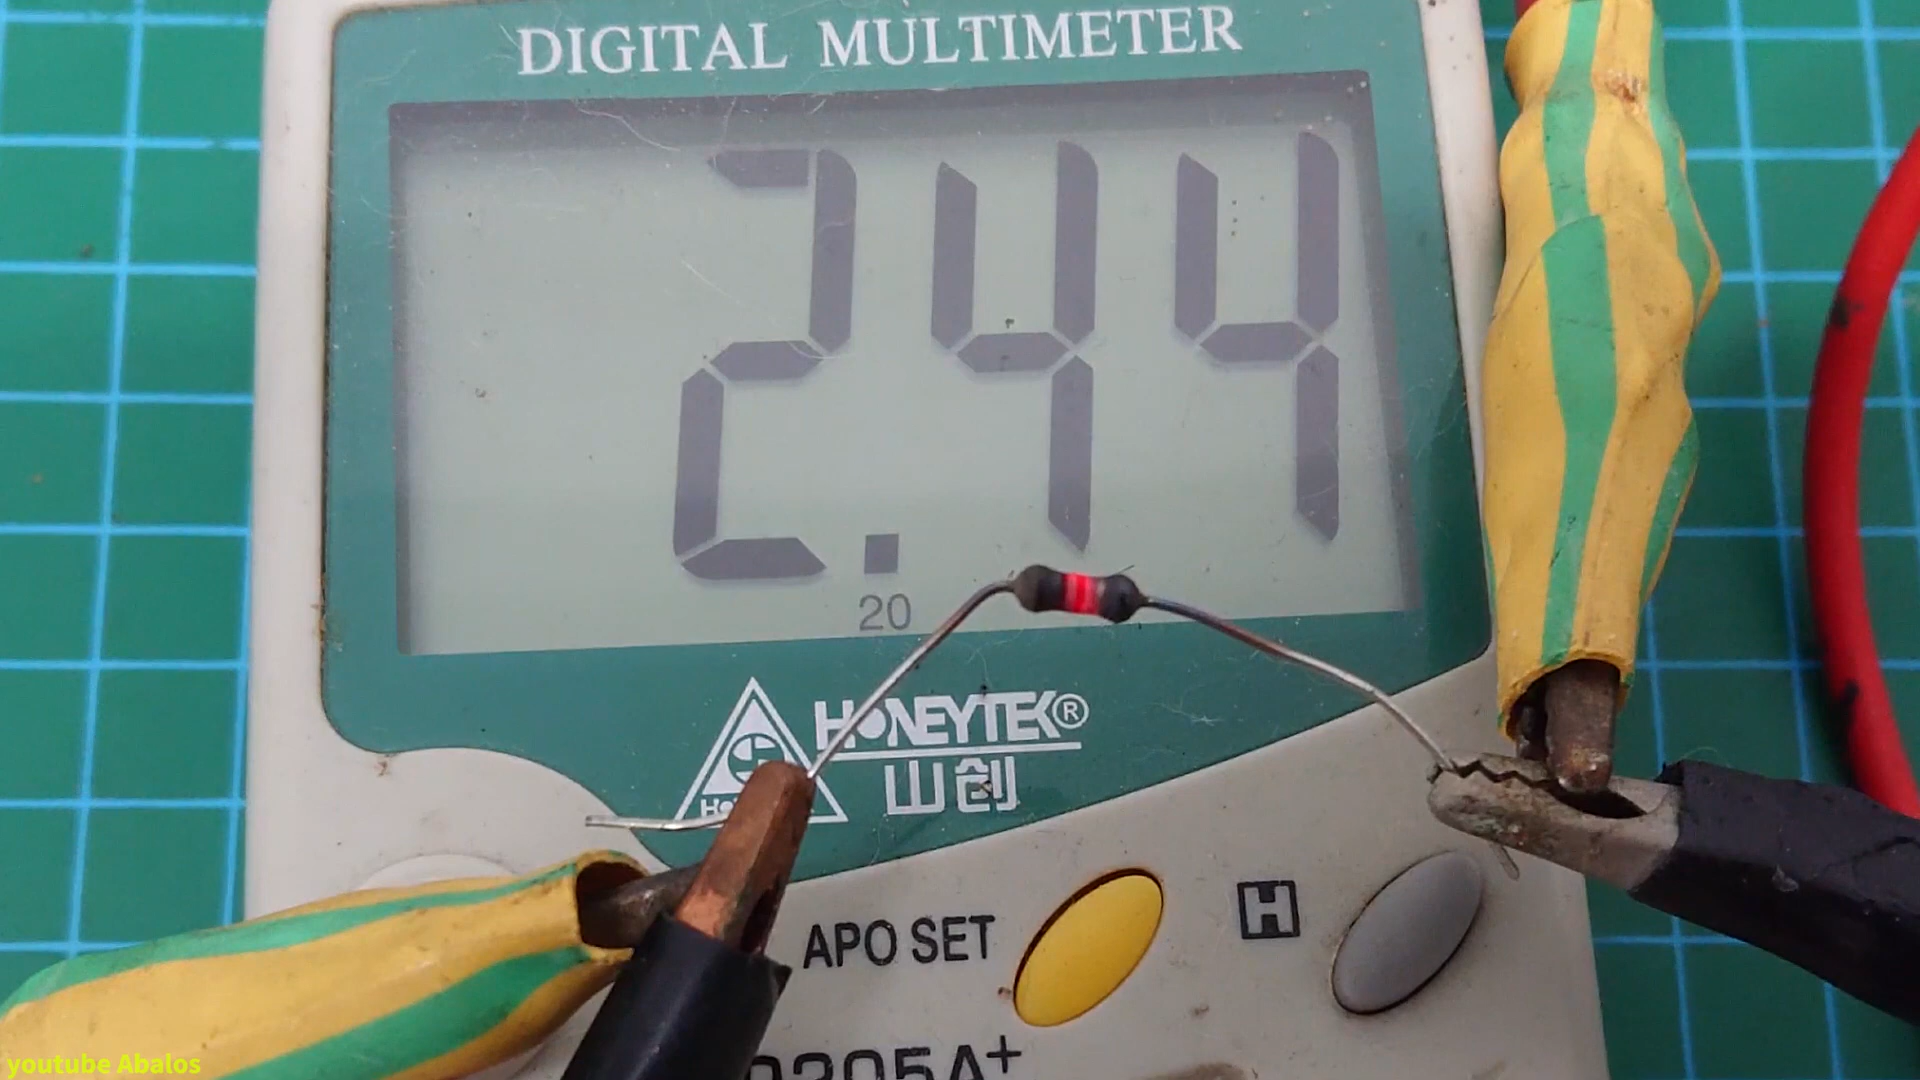 DIGITAL MULTIMETER
2.44
20
HONEYTEK®
山创
APO SET
H
youtube Abalos